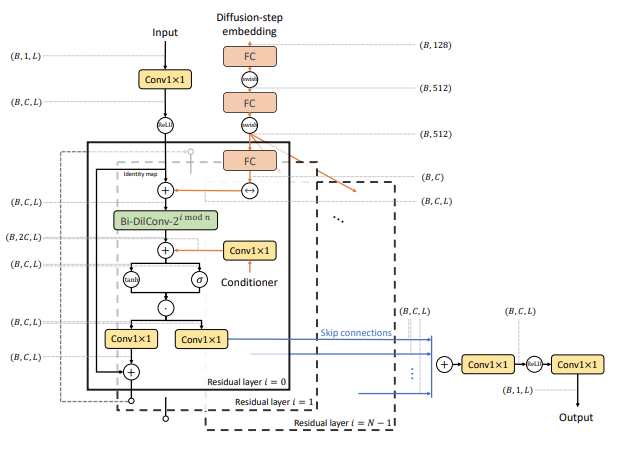 Diffusion-step
embedding
Input
(B, 1, L)
(B, 128)
FC
Conv1×1
swish
(B, 512)
(B, C, L)
FC
ReLU
swish
(B, 512)
FC
Identity map
(B, C)
(B, C, L)
+
↔
(B, C, L)
Bi-DilConv-2^{i mod n}
(B, 2C, L)
+
Conv1×1
(B, C, L)
tanh
σ
Conditioner
·
(B, C, L)
(B, C, L)
(B, C, L)
Conv1×1
Conv1×1
Skip connections
(B, C, L)
+
Conv1×1
ReLU
Conv1×1
+
Residual layer i = 0
(B, 1, L)
Residual layer i = 1
Output
Residual layer i = N − 1